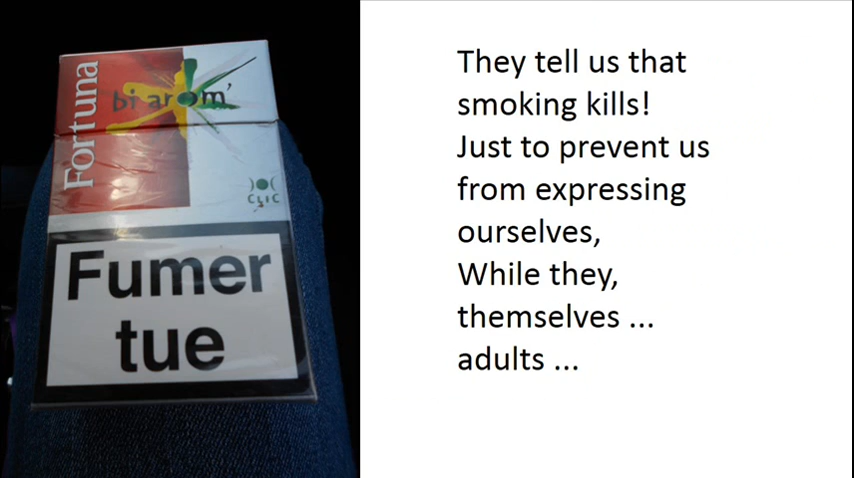 Fortuna
bi arom'
CLIC
Fumer
tue
They tell us that
smoking kills!
Just to prevent us
from expressing
ourselves,
While they,
themselves ...
adults ...